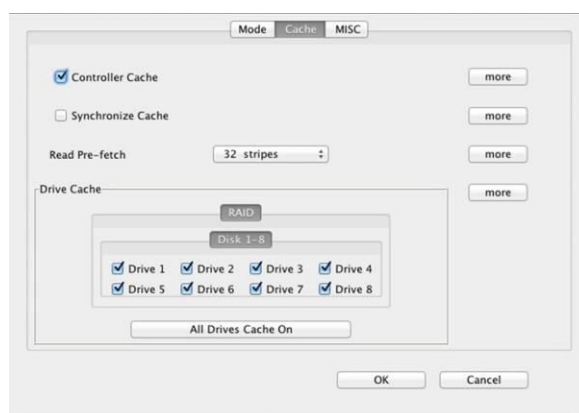 Mode Cache MISC
Controller Cache more
Synchronize Cache more
Read Pre-fetch 32 stripes more
Drive Cache more
RAID
Disk 1-8
Drive 1 Drive 2 Drive 3 Drive 4
Drive 5 Drive 6 Drive 7 Drive 8
All Drives Cache On
OK Cancel